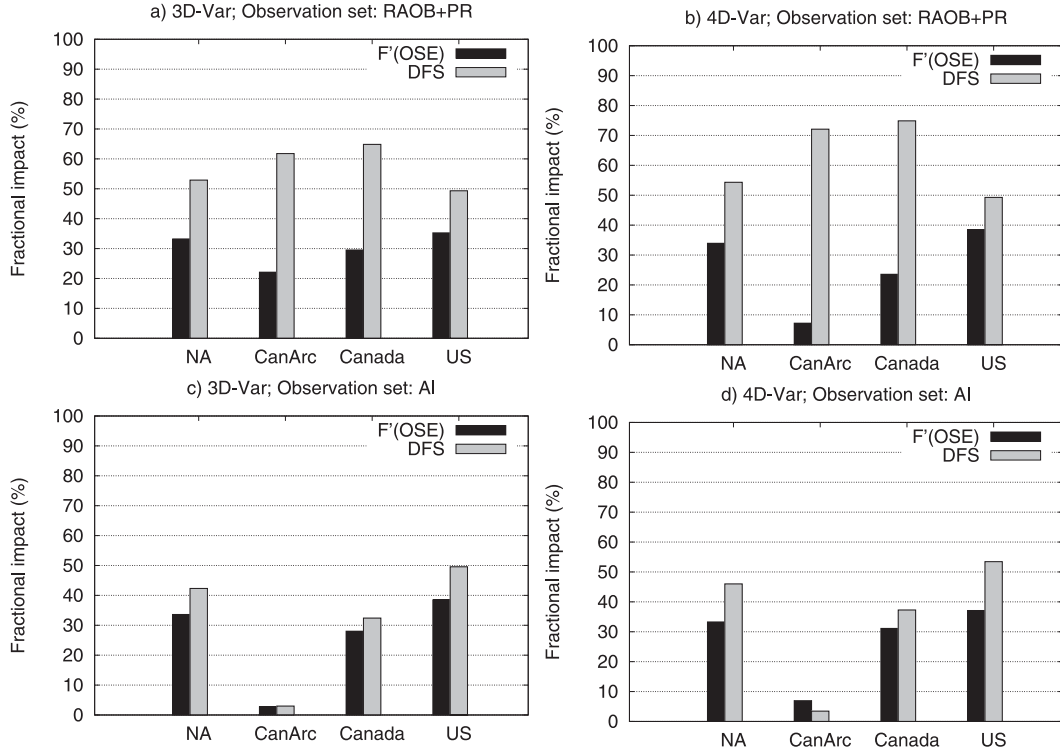 a) 3D-Var; Observation set: RAOB+PR
Fractional impact (%)
100
90
80
70
60
50
40
30
20
10
0
F'(OSE)
DFS
NA CanArc Canada US
b) 4D-Var; Observation set: RAOB+PR
Fractional impact (%)
100
90
80
70
60
50
40
30
20
10
0
F'(OSE)
DFS
NA CanArc Canada US
c) 3D-Var; Observation set: AI
Fractional impact (%)
100
90
80
70
60
50
40
30
20
10
0
F'(OSE)
DFS
NA CanArc Canada US
d) 4D-Var; Observation set: AI
Fractional impact (%)
100
90
80
70
60
50
40
30
20
10
0
F'(OSE)
DFS
NA CanArc Canada US